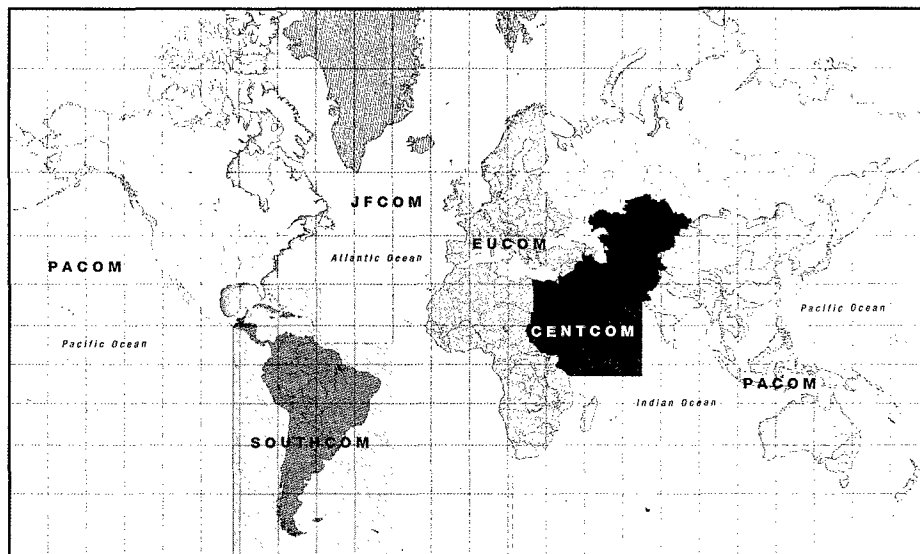 JFCOM
EUCOM
Atlantic Ocean
PACOM
Pacific Ocean
CENTCOM
Pacific Ocean
PACOM
Indian Ocean
SOUTHCOM